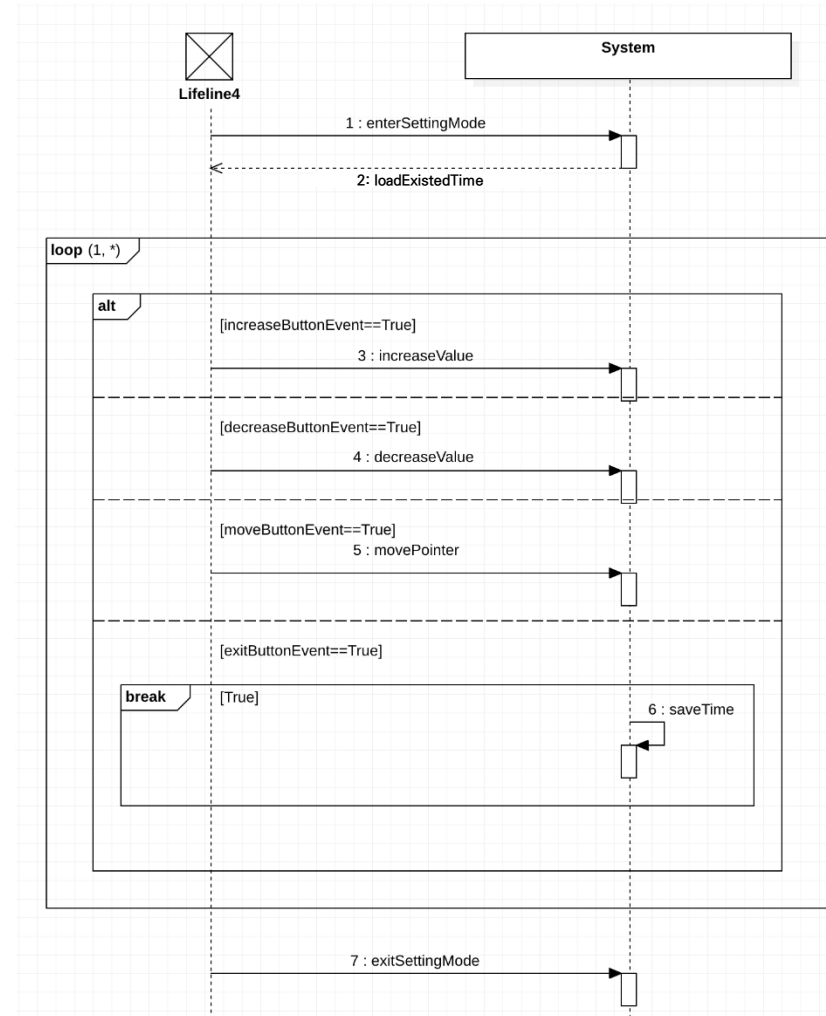 System
Lifeline4
1 : enterSettingMode
2: loadExistedTime
loop (1, *)
alt
[increaseButtonEvent==True]
3 : increaseValue
[decreaseButtonEvent==True]
4 : decreaseValue
[moveButtonEvent==True]
5 : movePointer
[exitButtonEvent==True]
break [True]
6 : saveTime
7 : exitSettingMode